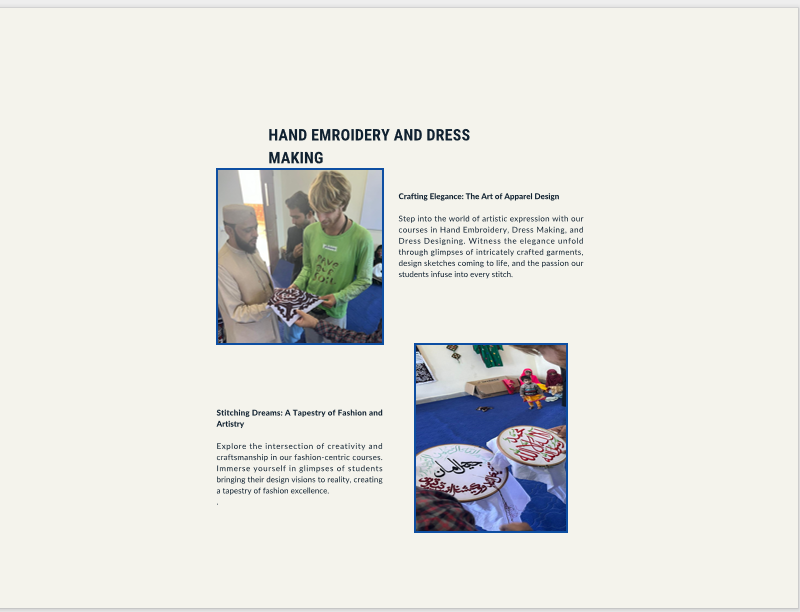 HAND EMROIDERY AND DRESS
MAKING
Crafting Elegance: The Art of Apparel Design
Step into the world of artistic expression with our
courses in Hand Embroidery, Dress Making, and
Dress Designing. Witness the elegance unfold
through glimpses of intricately crafted garments,
design sketches coming to life, and the passion our
students infuse into every stitch.
Stitching Dreams: A Tapestry of Fashion and
Artistry
Explore the intersection of creativity and
craftsmanship in our fashion-centric courses.
Immerse yourself in glimpses of students
bringing their design visions to reality, creating
a tapestry of fashion excellence.
.